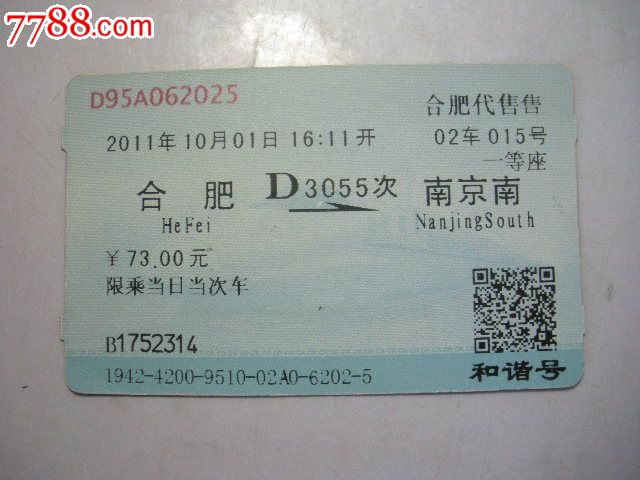 7788.com
D95A062025 合肥代售售
2011年10月01日 16:11开 02车 015号
一等座
合肥 D3055次 南京南
HeFei NanjingSouth
¥73.00元
限乘当日当次车
B1752314
1942-4200-9510-02A0-6202-5 和谐号